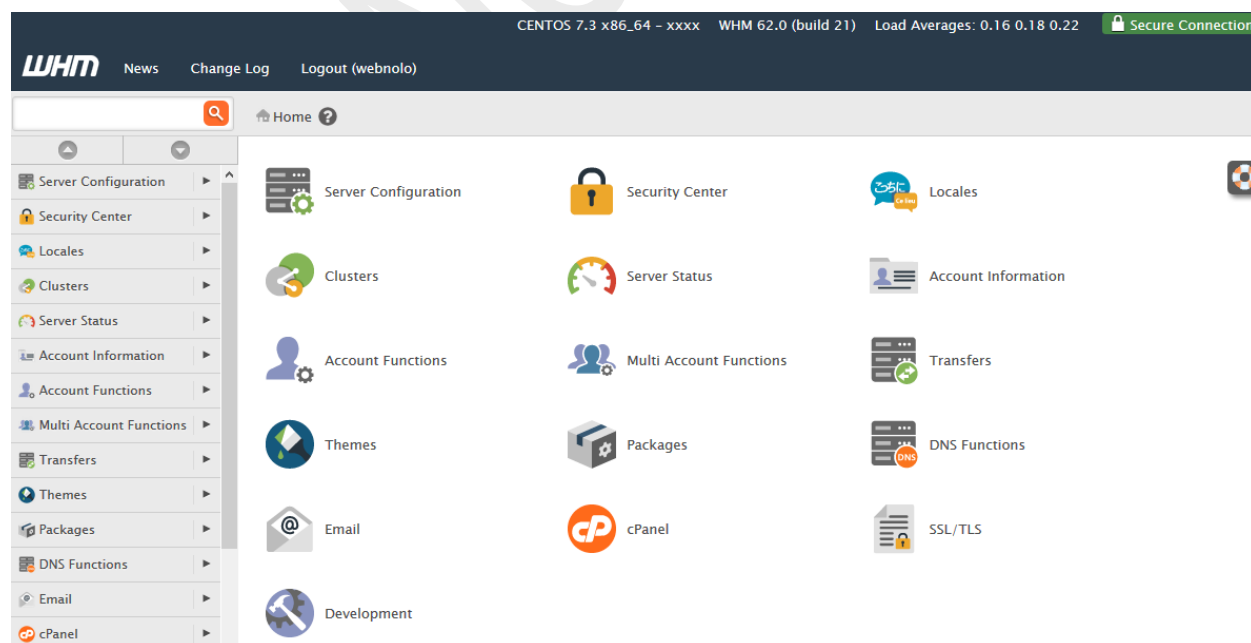 CENTOS 7.3 x86_64 – xxxx WHM 62.0 (build 21) Load Averages: 0.16 0.18 0.22 Secure Connection
WHM News Change Log Logout (webnolo)
Home
Server Configuration
Security Center
Locales
Clusters
Server Status
Account Information
Account Functions
Multi Account Functions
Transfers
Themes
Packages
DNS Functions
Email
cPanel
Server Configuration Security Center Locales
Clusters Server Status Account Information
Account Functions Multi Account Functions Transfers
Themes Packages DNS Functions
DNS
Email cPanel SSL/TLS
@ cP
Development